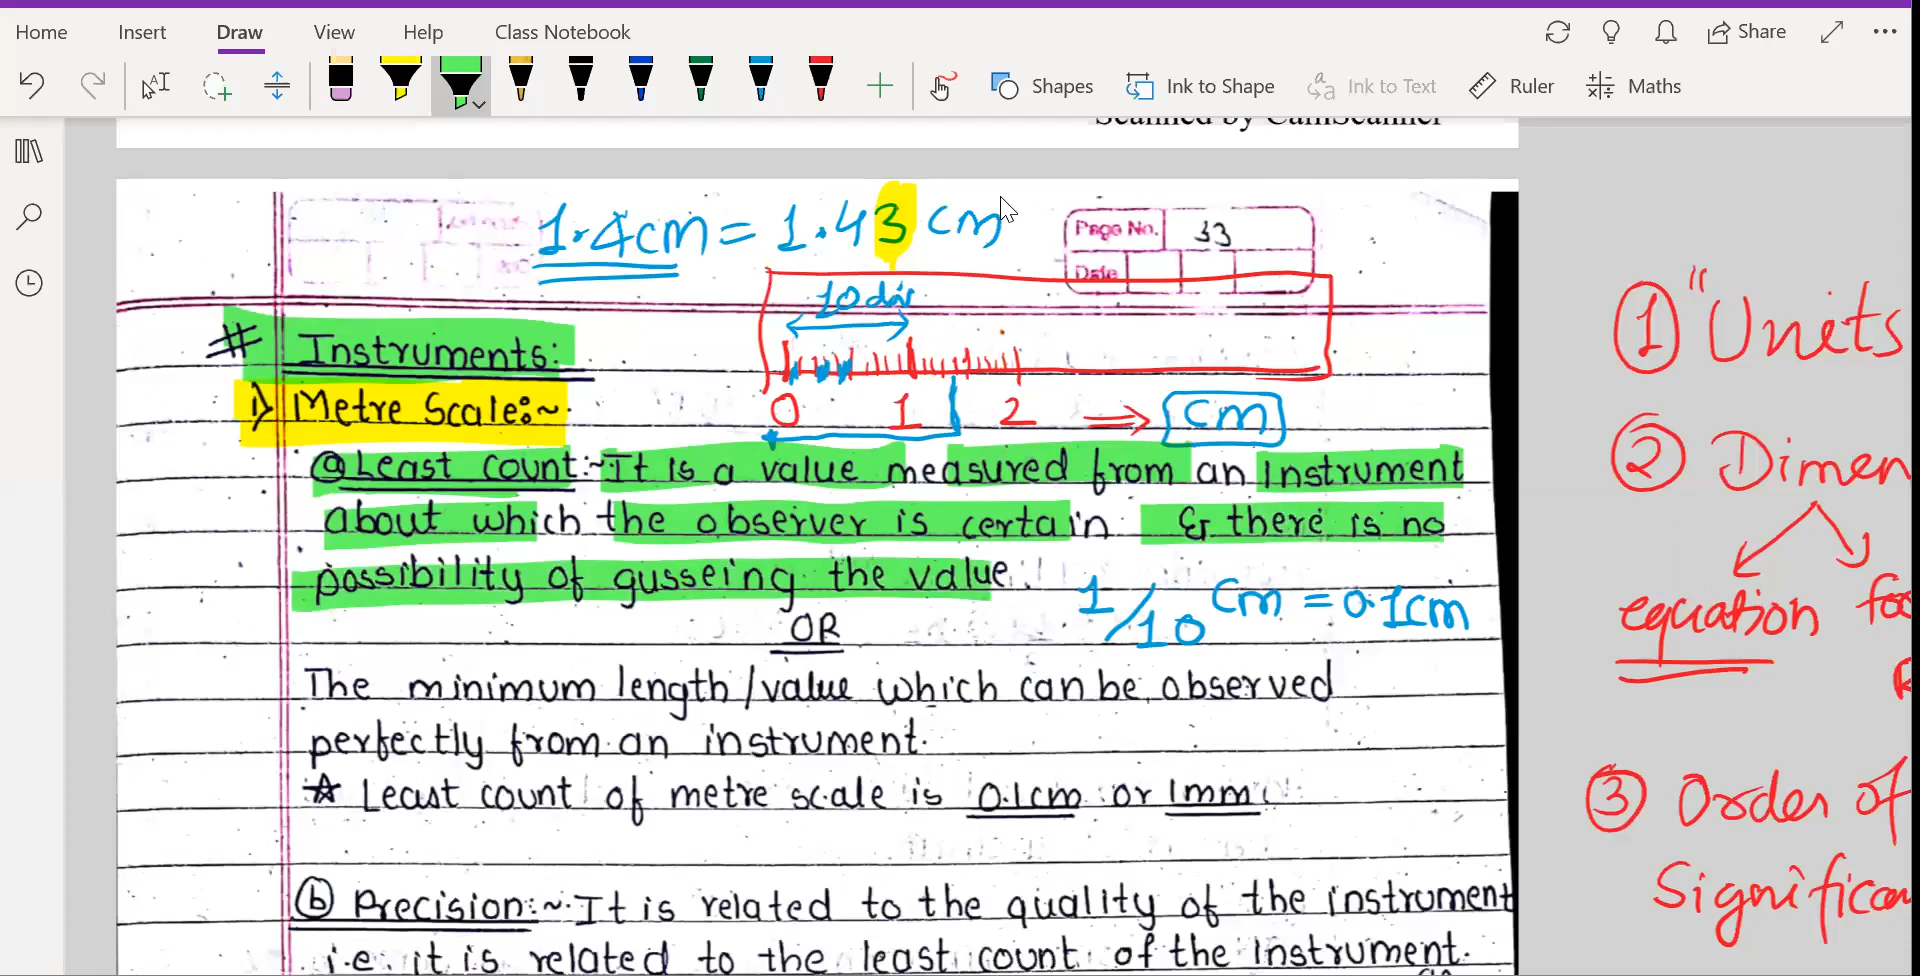 Home Insert Draw View Help Class Notebook Share
Shapes Ink to Shape Ink to Text Ruler Maths
Scanned by CamScanner
1.4cm = 1.43 cm
Page No. 33
Date
10 div
# Instruments:
0 1 2 ⇒ cm
1) Metre Scale:~
(a) Least count:~ It is a value measured from an instrument
about which the observer is certain & there is no
possibility of gusseing the value.
1/10 cm = 0.1cm
OR
The minimum length/value which can be observed
perfectly from an instrument.
☆ Least count of metre scale is 0.1cm or 1mm
(b) Precision:~ It is related to the quality of the instrument
i.e. it is related to the least count of the instrument.
① "Units
② Dimen
equation
③ Order of
Significan